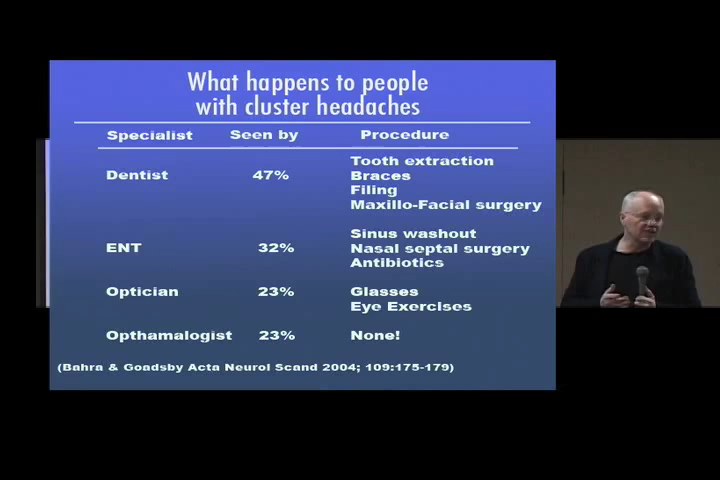 What happens to people
with cluster headaches
Specialist Seen by Procedure
Dentist 47% Tooth extraction
Braces
Filing
Maxillo-Facial surgery
ENT 32% Sinus washout
Nasal septal surgery
Antibiotics
Optician 23% Glasses
Eye Exercises
Opthamalogist 23% None!
(Bahra & Goadsby Acta Neurol Scand 2004; 109:175-179)